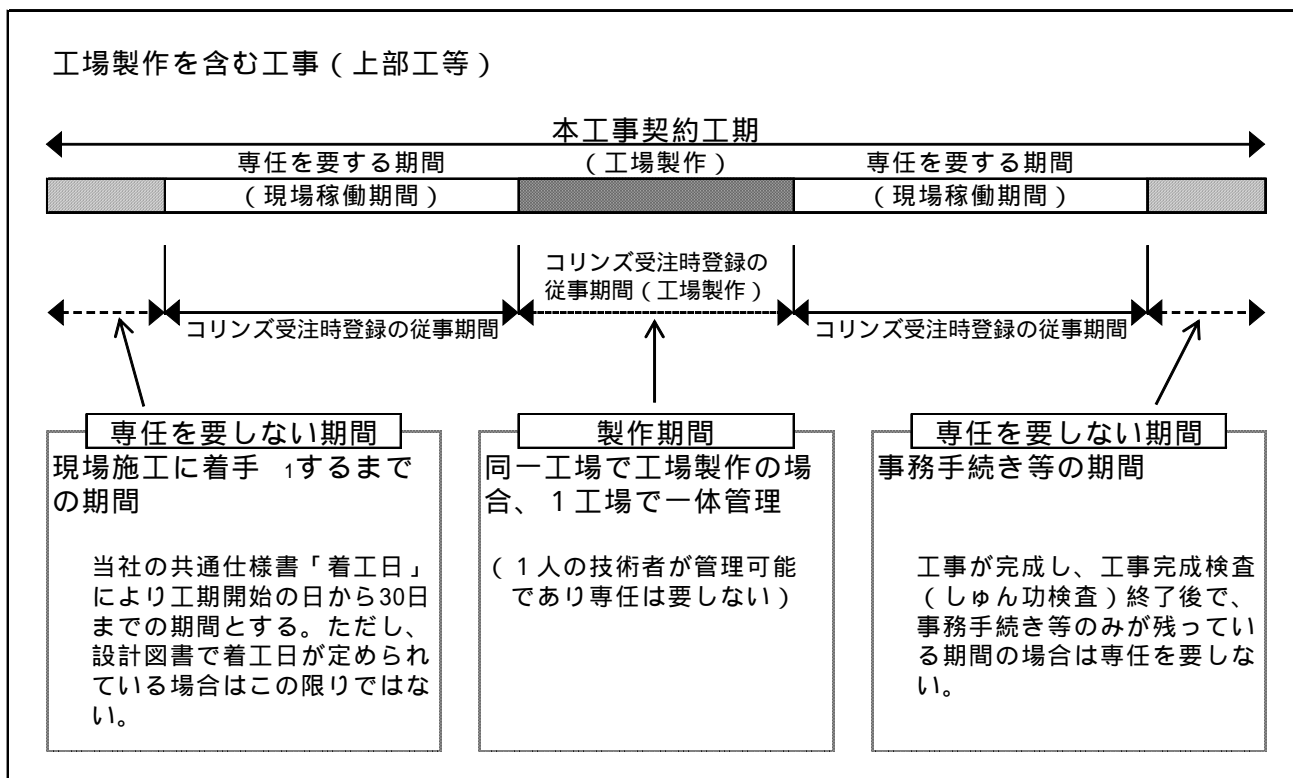 工場製作を含む工事（上部工等）
本工事契約工期
専任を要する期間
（工場製作）
専任を要する期間
（現場稼働期間）
（現場稼働期間）
コリンズ受注時登録の
従事期間（工場製作）
コリンズ受注時登録の従事期間
コリンズ受注時登録の従事期間
専任を要しない期間
現場施工に着手 1するまで
の期間
当社の共通仕様書「着工日」
により工期開始の日から30日
までの期間とする。ただし、
設計図書で着工日が定められ
ている場合はこの限りではな
い。
製作期間
同一工場で工場製作の場
合、１工場で一体管理
（１人の技術者が管理可能
であり専任は要しない）
専任を要しない期間
事務手続き等の期間
工事が完成し、工事完成検査
（しゅん功検査）終了後で、
事務手続き等のみが残ってい
る期間の場合は専任を要しな
い。